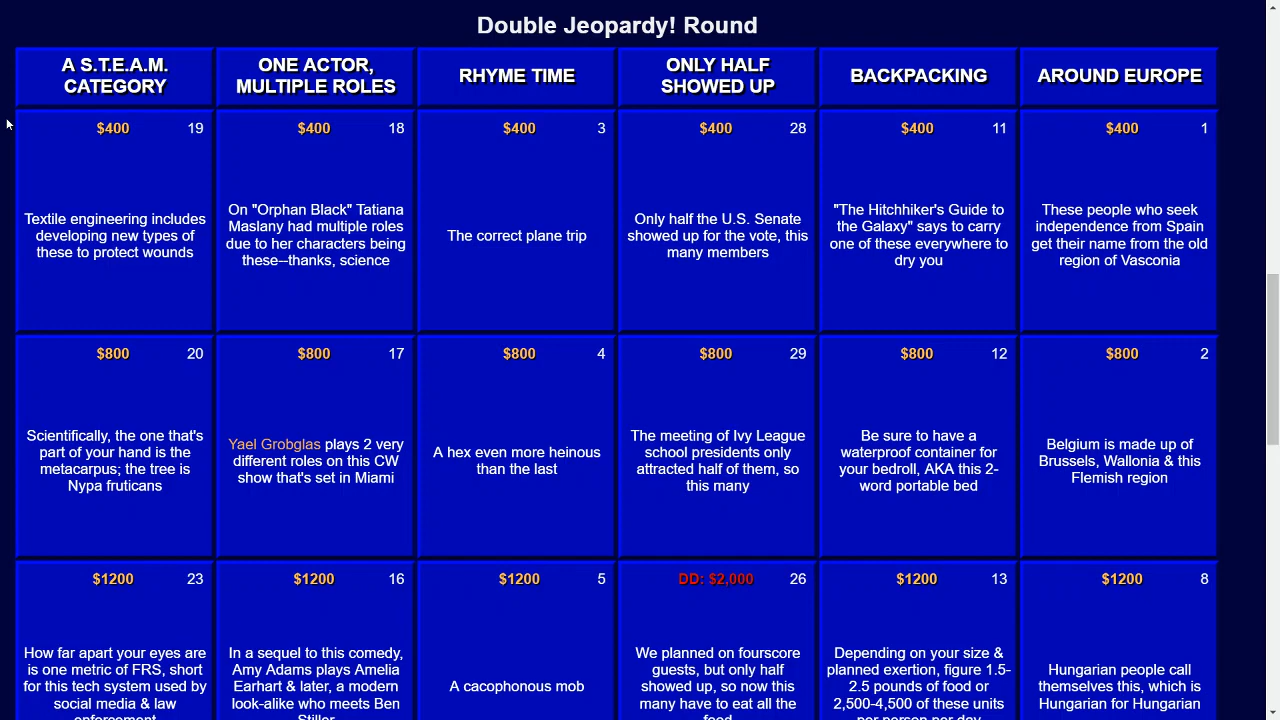 Double Jeopardy! Round
A S.T.E.A.M.
CATEGORY
ONE ACTOR,
MULTIPLE ROLES
RHYME TIME
ONLY HALF
SHOWED UP
BACKPACKING
AROUND EUROPE
$400 19
Textile engineering includes
developing new types of
these to protect wounds
$400 18
On "Orphan Black" Tatiana
Maslany had multiple roles
due to her characters being
these--thanks, science
$400 3
The correct plane trip
$400 28
Only half the U.S. Senate
showed up for the vote, this
many members
$400 11
"The Hitchhiker's Guide to
the Galaxy" says to carry
one of these everywhere to
dry you
$400 1
These people who seek
independence from Spain
get their name from the old
region of Vasconia
$800 20
Scientifically, the one that's
part of your hand is the
metacarpus; the tree is
Nypa fruticans
$800 17
Yael Grobglas plays 2 very
different roles on this CW
show that's set in Miami
$800 4
A hex even more heinous
than the last
$800 29
The meeting of Ivy League
school presidents only
attracted half of them, so
this many
$800 12
Be sure to have a
waterproof container for
your bedroll, AKA this 2-
word portable bed
$800 2
Belgium is made up of
Brussels, Wallonia & this
Flemish region
$1200 23
How far apart your eyes are
is one metric of FRS, short
for this tech system used by
social media & law
enforcement
$1200 16
In a sequel to this comedy,
Amy Adams plays Amelia
Earhart & later, a modern
look-alike who meets Ben
Stiller
$1200 5
A cacophonous mob
DD: $2,000 26
We planned on fourscore
guests, but only half
showed up, so now this
many have to eat all the
food
$1200 13
Depending on your size &
planned exertion, figure 1.5-
2.5 pounds of food or
2,500-4,500 of these units
per person per day
$1200 8
Hungarian people call
themselves this, which is
Hungarian for Hungarian